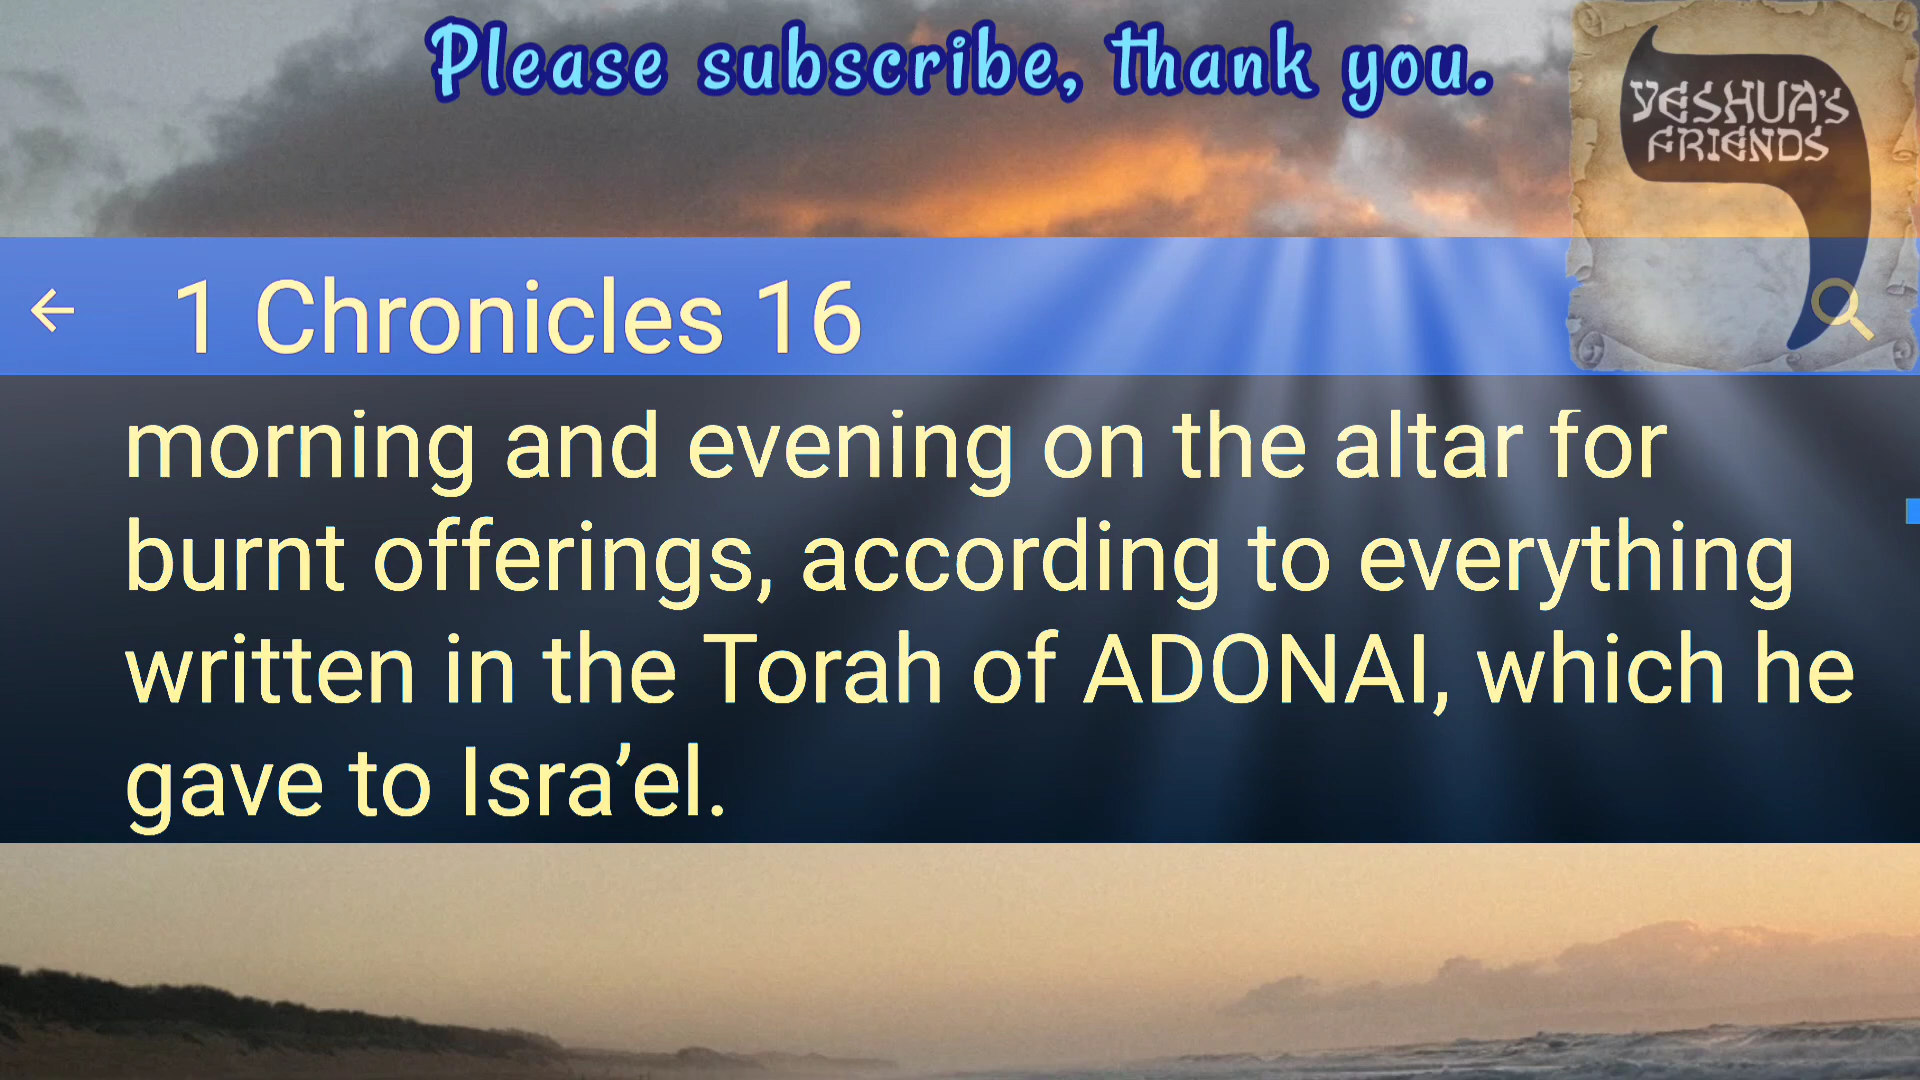 Please subscribe, thank you.
YESHUA'S
FRIENDS
1 Chronicles 16
morning and evening on the altar for
burnt offerings, according to everything
written in the Torah of ADONAI, which he
gave to Isra’el.